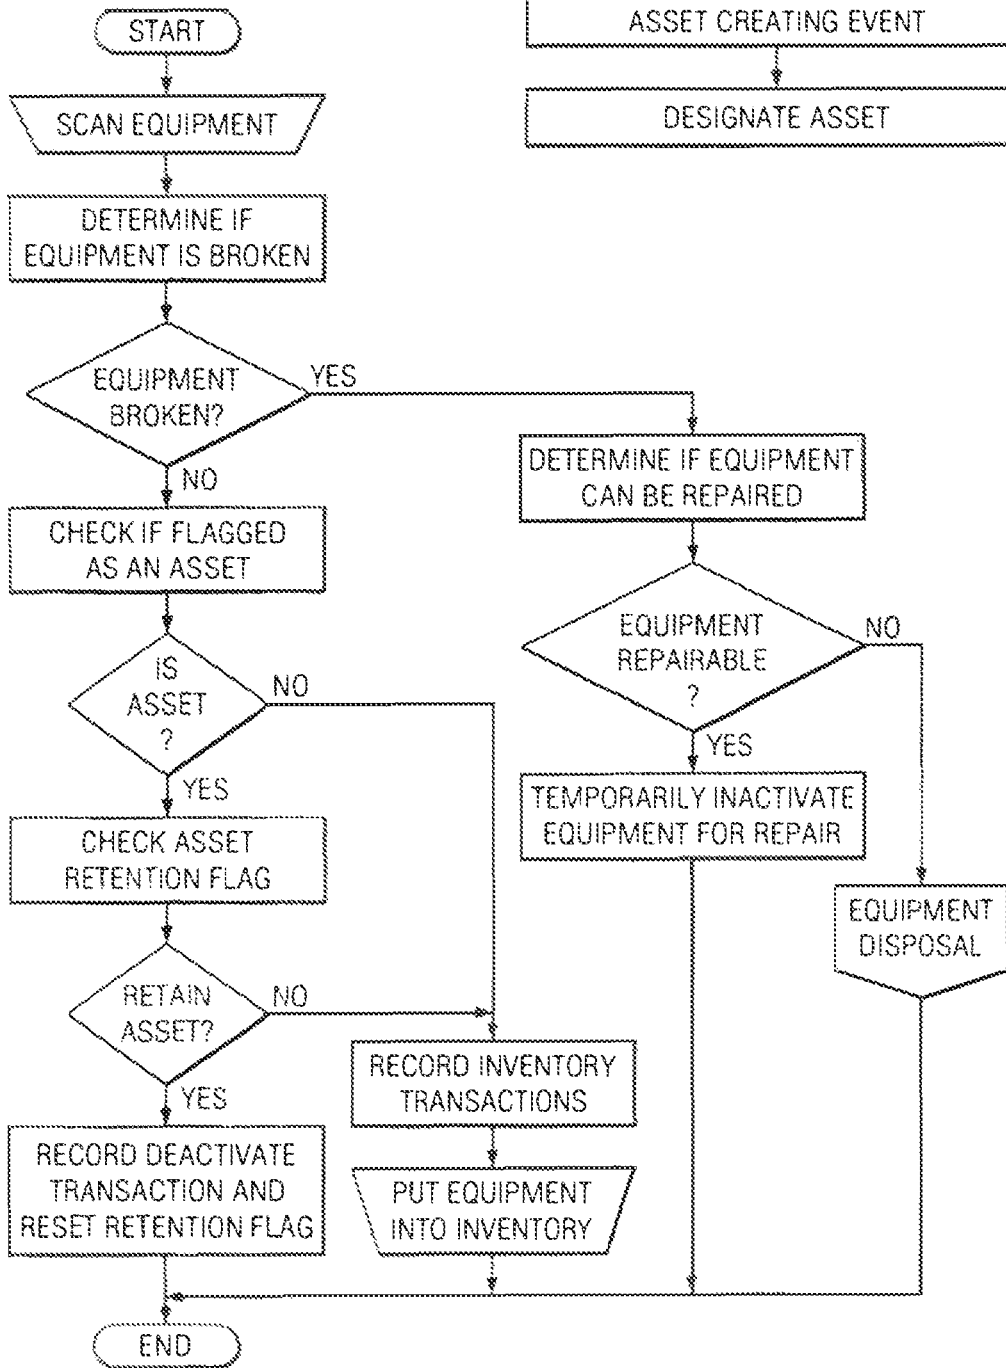 START
SCAN EQUIPMENT
DETERMINE IF
EQUIPMENT IS BROKEN
EQUIPMENT
BROKEN?
YES
NO
CHECK IF FLAGGED
AS AN ASSET
IS
ASSET
?
NO
YES
CHECK ASSET
RETENTION FLAG
RETAIN
ASSET?
NO
YES
RECORD DEACTIVATE
TRANSACTION AND
RESET RETENTION FLAG
RECORD INVENTORY
TRANSACTIONS
PUT EQUIPMENT
INTO INVENTORY
END
ASSET CREATING EVENT
DESIGNATE ASSET
DETERMINE IF EQUIPMENT
CAN BE REPAIRED
EQUIPMENT
REPAIRABLE
?
NO
YES
TEMPORARILY INACTIVATE
EQUIPMENT FOR REPAIR
EQUIPMENT
DISPOSAL